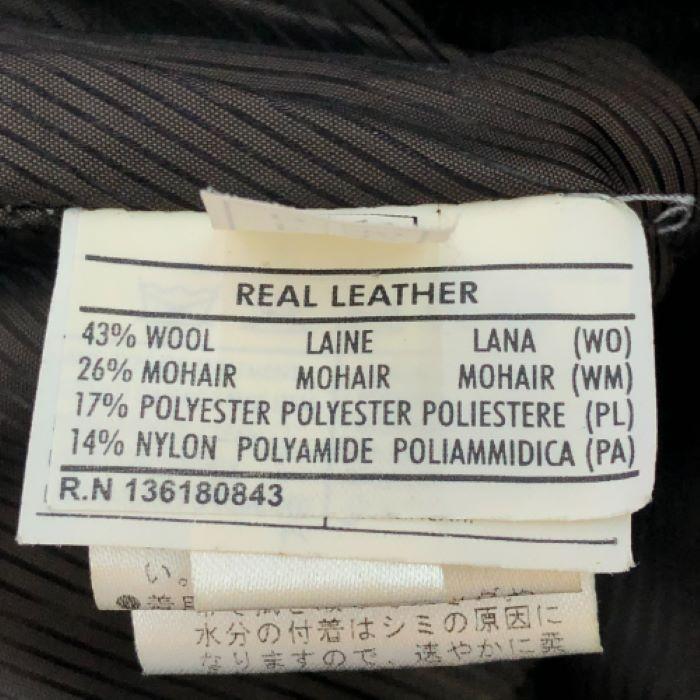 REAL LEATHER
43% WOOL LAINE LANA (WO)
26% MOHAIR MOHAIR MOHAIR (WM)
17% POLYESTER POLYESTER POLIESTERE (PL)
14% NYLON POLYAMIDE POLIAMMIDICA (PA)
R.N 136180843
い。
水分の付着はシミの原因に
なりますので、速やかに柔